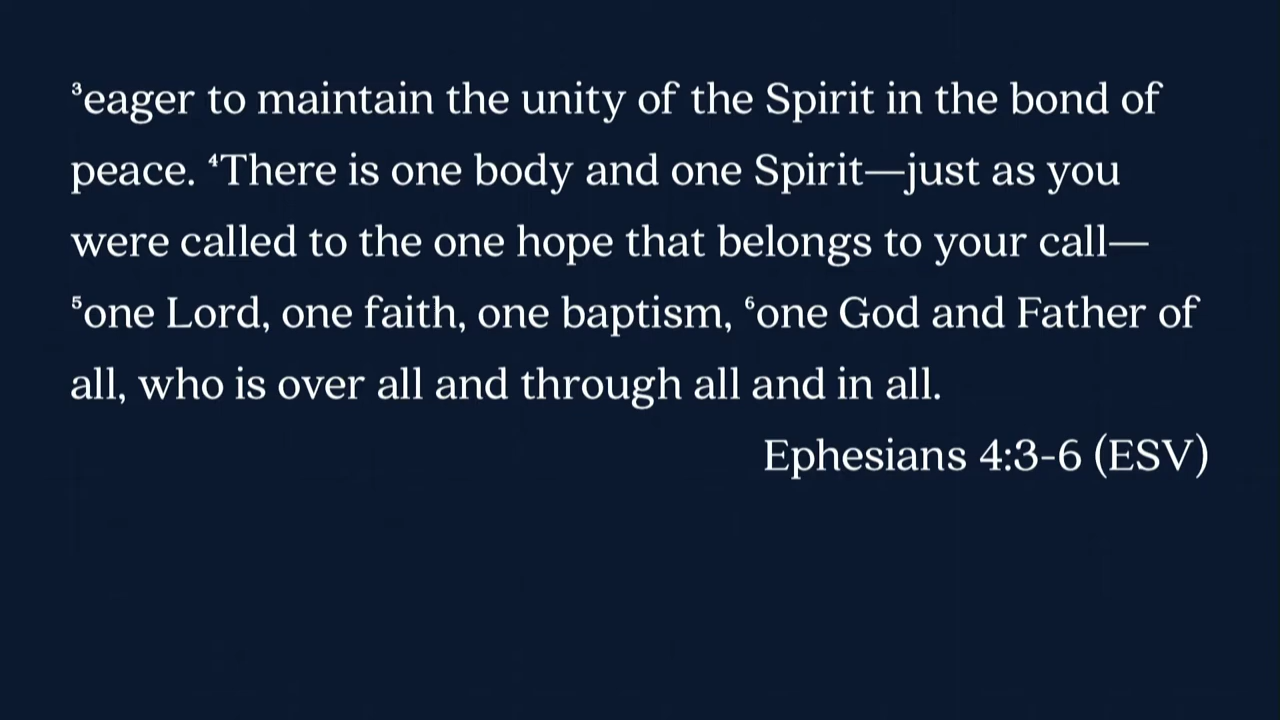 ³eager to maintain the unity of the Spirit in the bond of
peace. ⁴There is one body and one Spirit—just as you
were called to the one hope that belongs to your call—
⁵one Lord, one faith, one baptism, ⁶one God and Father of
all, who is over all and through all and in all.
Ephesians 4:3-6 (ESV)